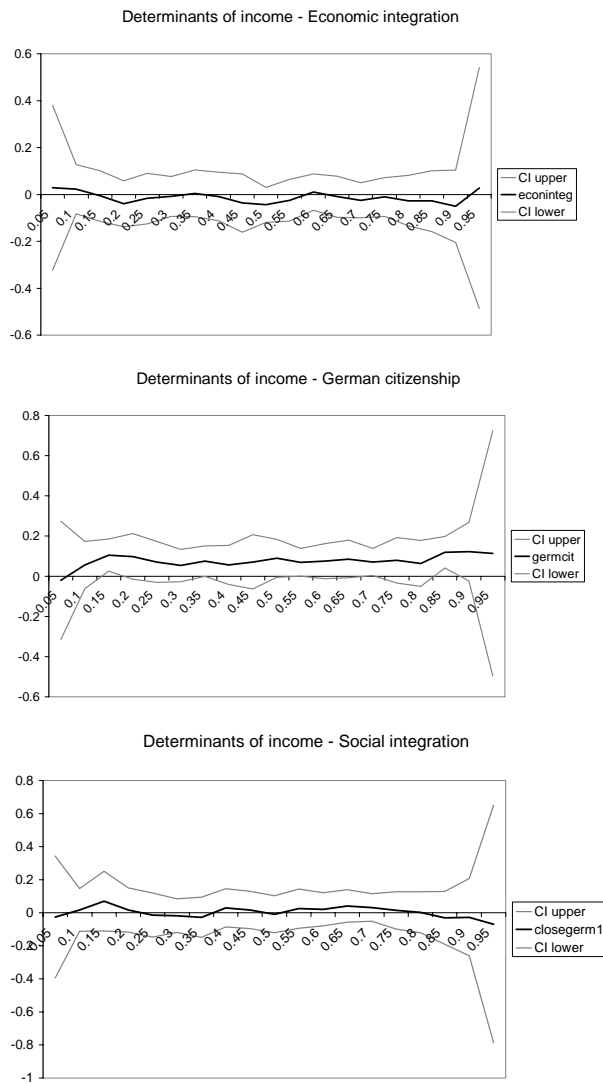 Determinants of income - Economic integration
0.6
0.4
0.2
0
-0.2
-0.4
-0.6
0.05 0.1 0.15 0.2 0.25 0.3 0.35 0.4 0.45 0.5 0.55 0.6 0.65 0.7 0.75 0.8 0.85 0.9 0.95
CI upper
econinteg
CI lower
Determinants of income - German citizenship
0.8
0.6
0.4
0.2
0
-0.2
-0.4
-0.6
0.05 0.1 0.15 0.2 0.25 0.3 0.35 0.4 0.45 0.5 0.55 0.6 0.65 0.7 0.75 0.8 0.85 0.9 0.95
CI upper
germcit
CI lower
Determinants of income - Social integration
0.8
0.6
0.4
0.2
0
-0.2
-0.4
-0.6
-0.8
-1
0.05 0.1 0.15 0.2 0.25 0.3 0.35 0.4 0.45 0.5 0.55 0.6 0.65 0.7 0.75 0.8 0.85 0.9 0.95
CI upper
closegerm1
CI lower